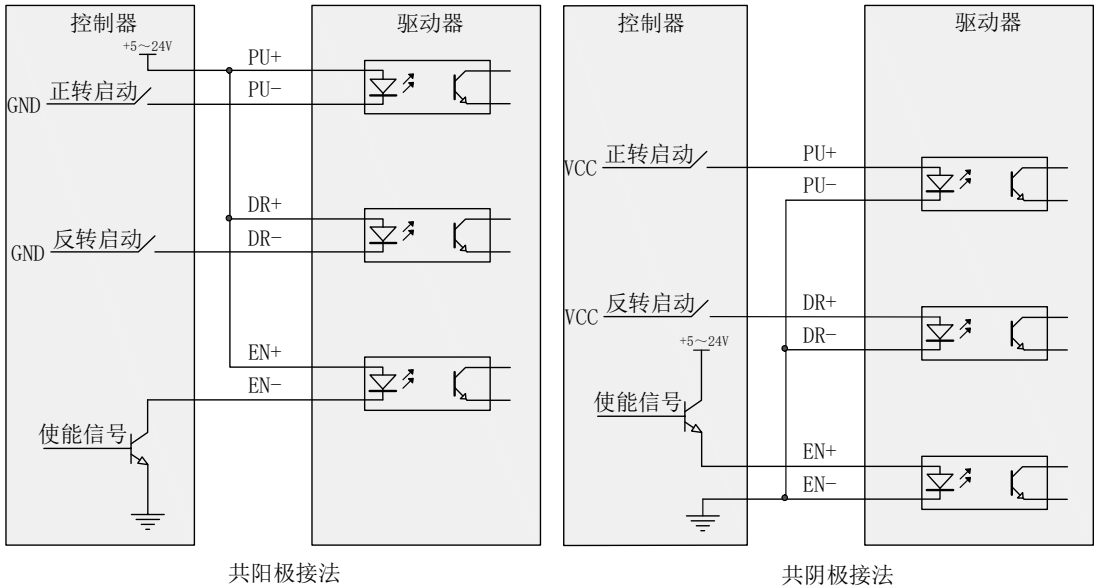 控制器
驱动器
+5～24V
PU+
GND
正转启动
PU-
DR+
GND
反转启动
DR-
EN+
EN-
使能信号
共阳极接法
控制器
驱动器
VCC
正转启动
PU+
PU-
VCC
反转启动
DR+
DR-
+5～24V
使能信号
EN+
EN-
共阴极接法